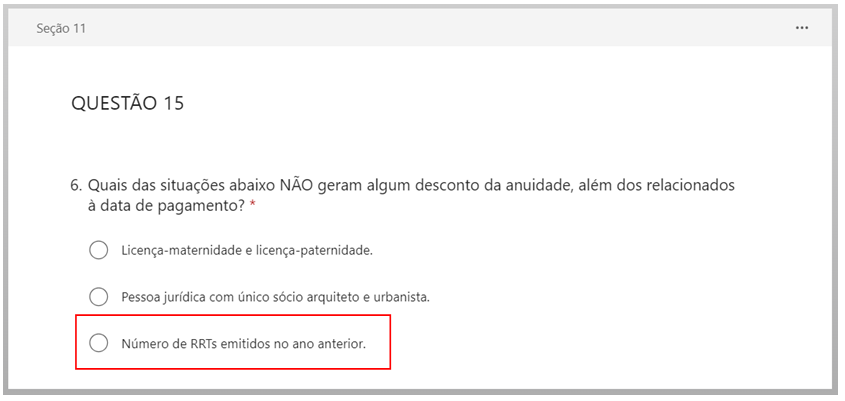 Seção 11
...
QUESTÃO 15
6. Quais das situações abaixo NÃO geram algum desconto da anuidade, além dos relacionados
à data de pagamento? *
Licença-maternidade e licença-paternidade.
Pessoa jurídica com único sócio arquiteto e urbanista.
Número de RRTs emitidos no ano anterior.